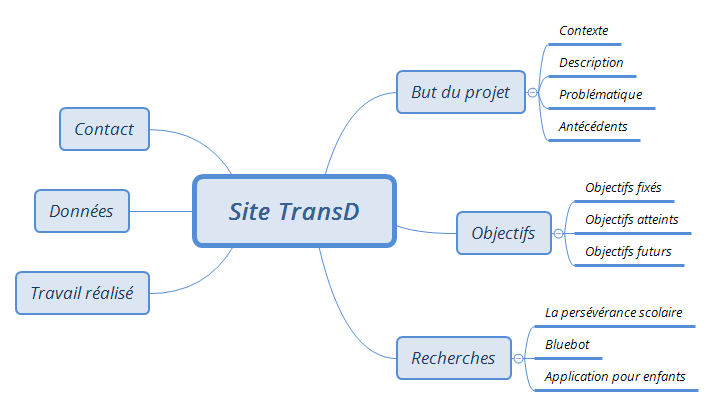 Site TransD
But du projet
Contexte
Description
Problématique
Antécédents
Objectifs
Objectifs fixés
Objectifs atteints
Objectifs futurs
Recherches
La persévérance scolaire
Bluebot
Application pour enfants
Contact
Données
Travail réalisé